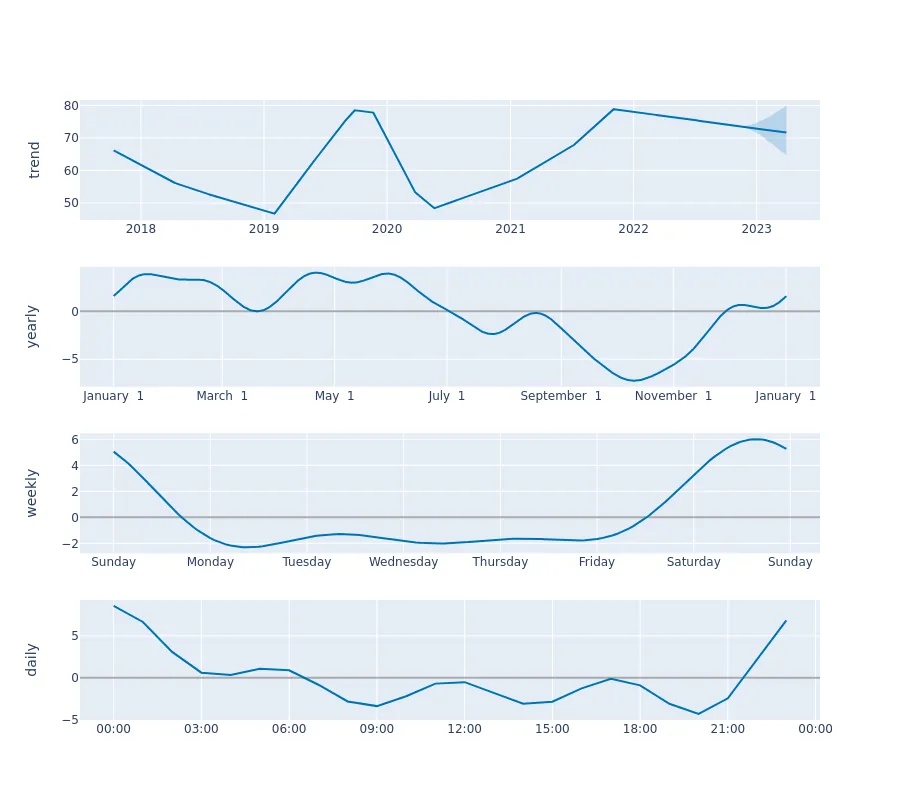 trend
80
70
60
50
2018 2019 2020 2021 2022 2023
yearly
0
−5
January 1 March 1 May 1 July 1 September 1 November 1 January 1
weekly
6
4
2
0
−2
Sunday Monday Tuesday Wednesday Thursday Friday Saturday Sunday
daily
5
0
−5
00:00 03:00 06:00 09:00 12:00 15:00 18:00 21:00 00:00